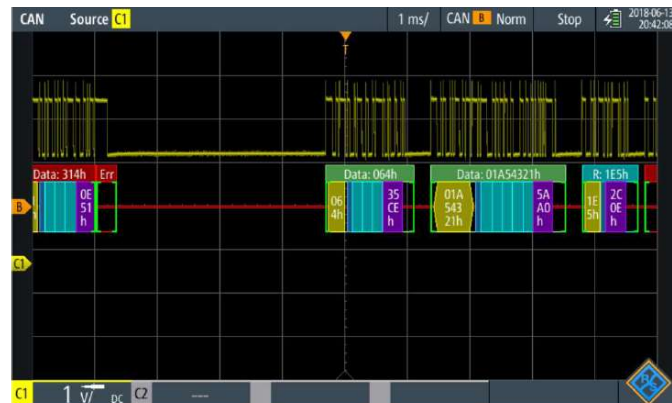 CAN Source C1 1 ms/ CAN B Norm Stop 2018-06-13
20:42:08
T
Data: 314h Err Data: 064h Data: 01A54321h R: 1E5h
0E
51
h
06
4h
35
CE
h
01A
543
21h
5A
A0
h
1E
5h
2C
0E
h
B
C1
C1 1 V/ DC C2 ---